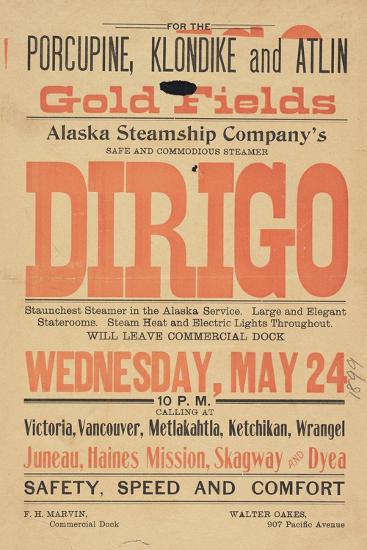 FOR THE
PORCUPINE, KLONDIKE and ATLIN
Gold Fields
Alaska Steamship Company's
SAFE AND COMMODIOUS STEAMER
DIRIGO
Staunchest Steamer in the Alaska Service. Large and Elegant
Staterooms. Steam Heat and Electric Lights Throughout.
WILL LEAVE COMMERCIAL DOCK
WEDNESDAY, MAY 24
1899
10 P. M.
CALLING AT
Victoria, Vancouver, Metlakahtla, Ketchikan, Wrangel
Juneau, Haines Mission, Skagway AND Dyea
SAFETY, SPEED AND COMFORT
F. H. MARVIN,
Commercial Dock
WALTER OAKES,
907 Pacific Avenue